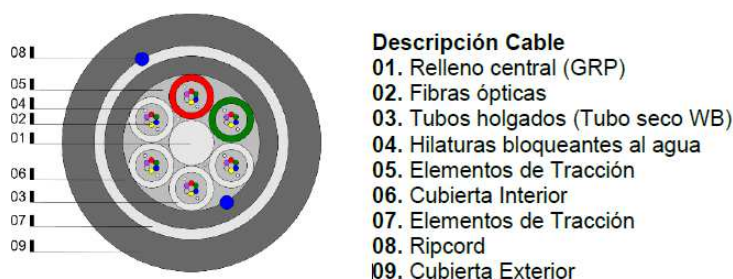 08
05
04
02
01
06
03
07
09
Descripción Cable
01. Relleno central (GRP)
02. Fibras ópticas
03. Tubos holgados (Tubo seco WB)
04. Hilaturas bloqueantes al agua
05. Elementos de Tracción
06. Cubierta Interior
07. Elementos de Tracción
08. Ripcord
09. Cubierta Exterior